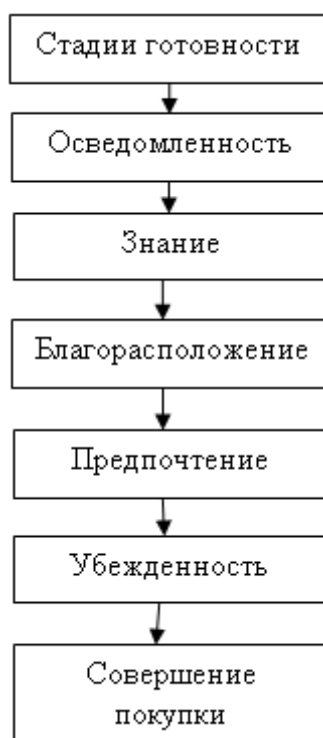 Стадии готовности
Осведомленность
Знание
Благорасположение
Предпочтение
Убежденность
Совершение
покупки